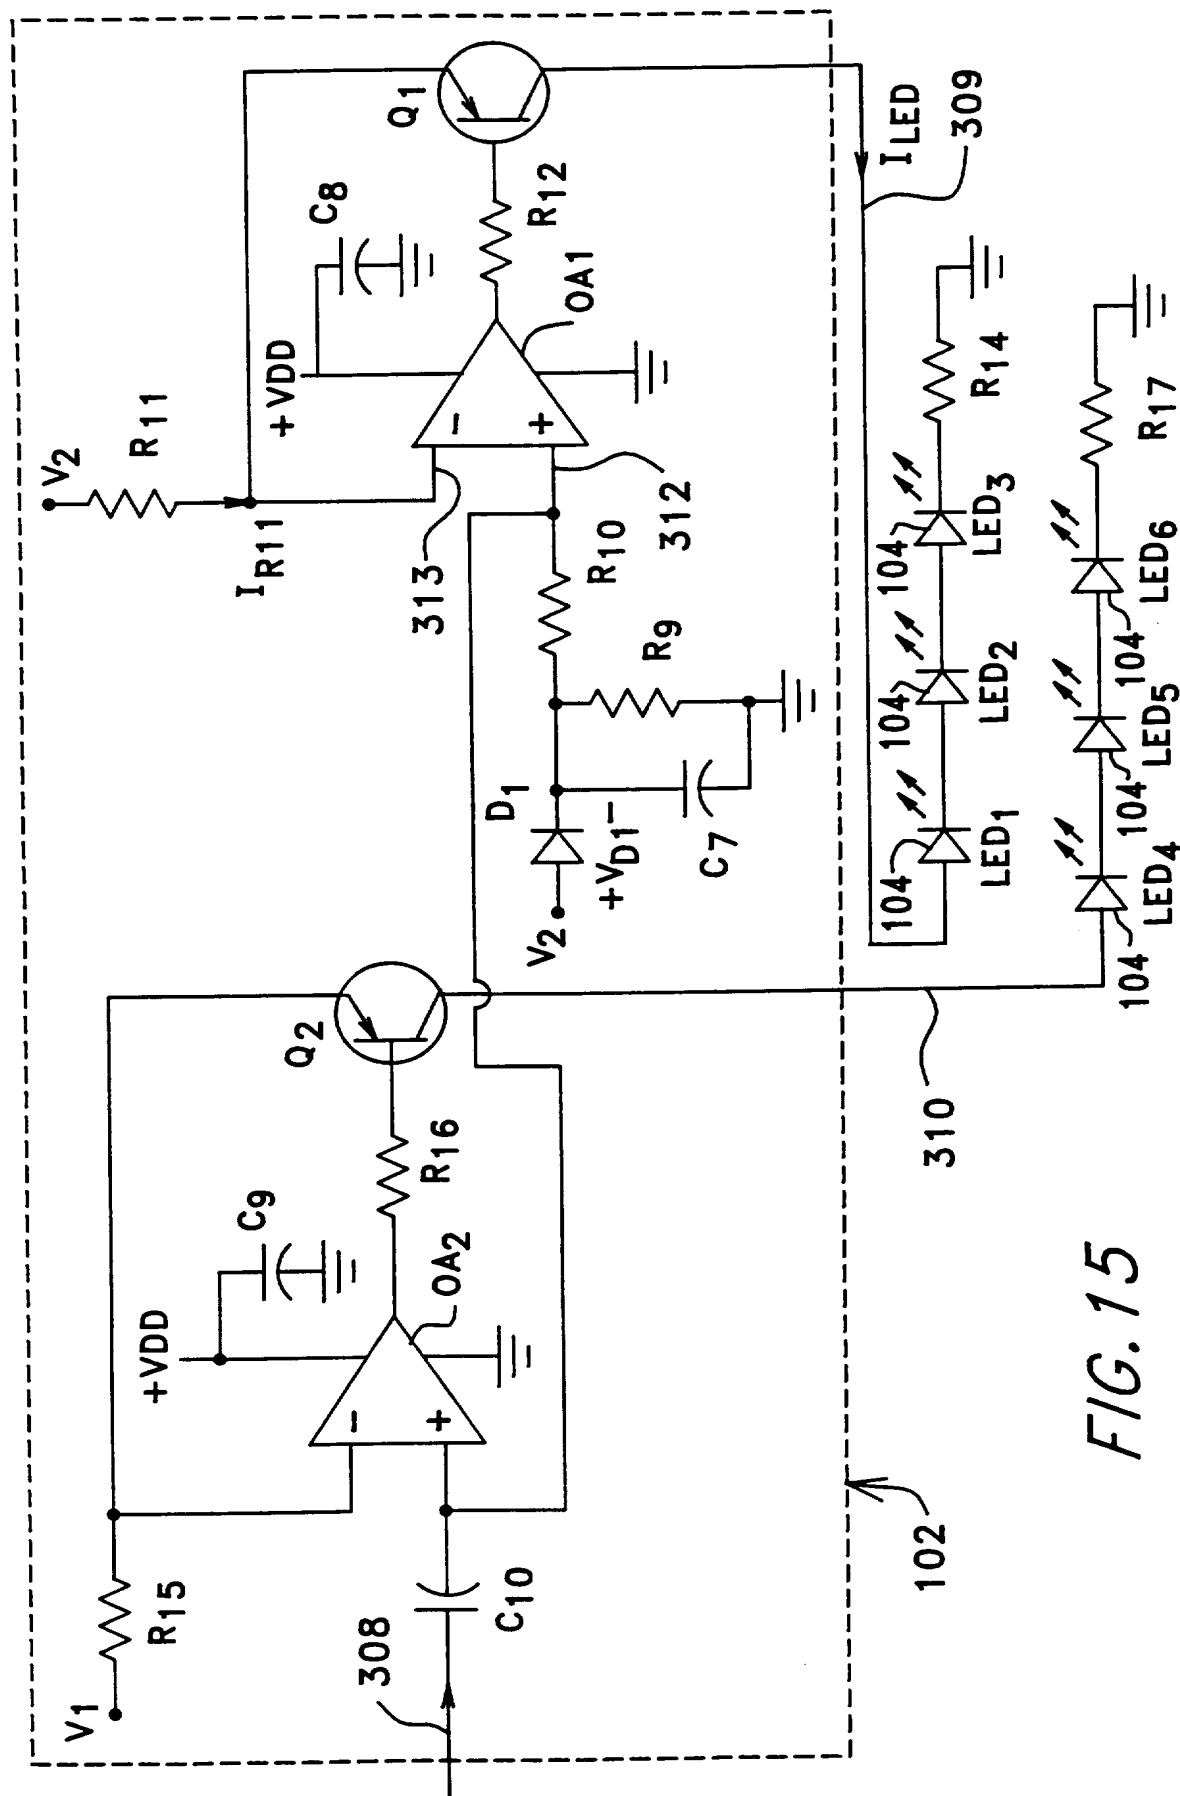 V1
R15
+VDD
C9
−
+
OA2
R16
Q2
308
C10
V2
R11
IR11
+VDD
C8
−
+
OA1
R12
Q1
313
312
V2
D1
+VD1−
C7
R9
R10
ILED
309
310
102
104
LED1
104
LED2
104
LED3
R14
104
LED4
104
LED5
104
LED6
R17
FIG. 15